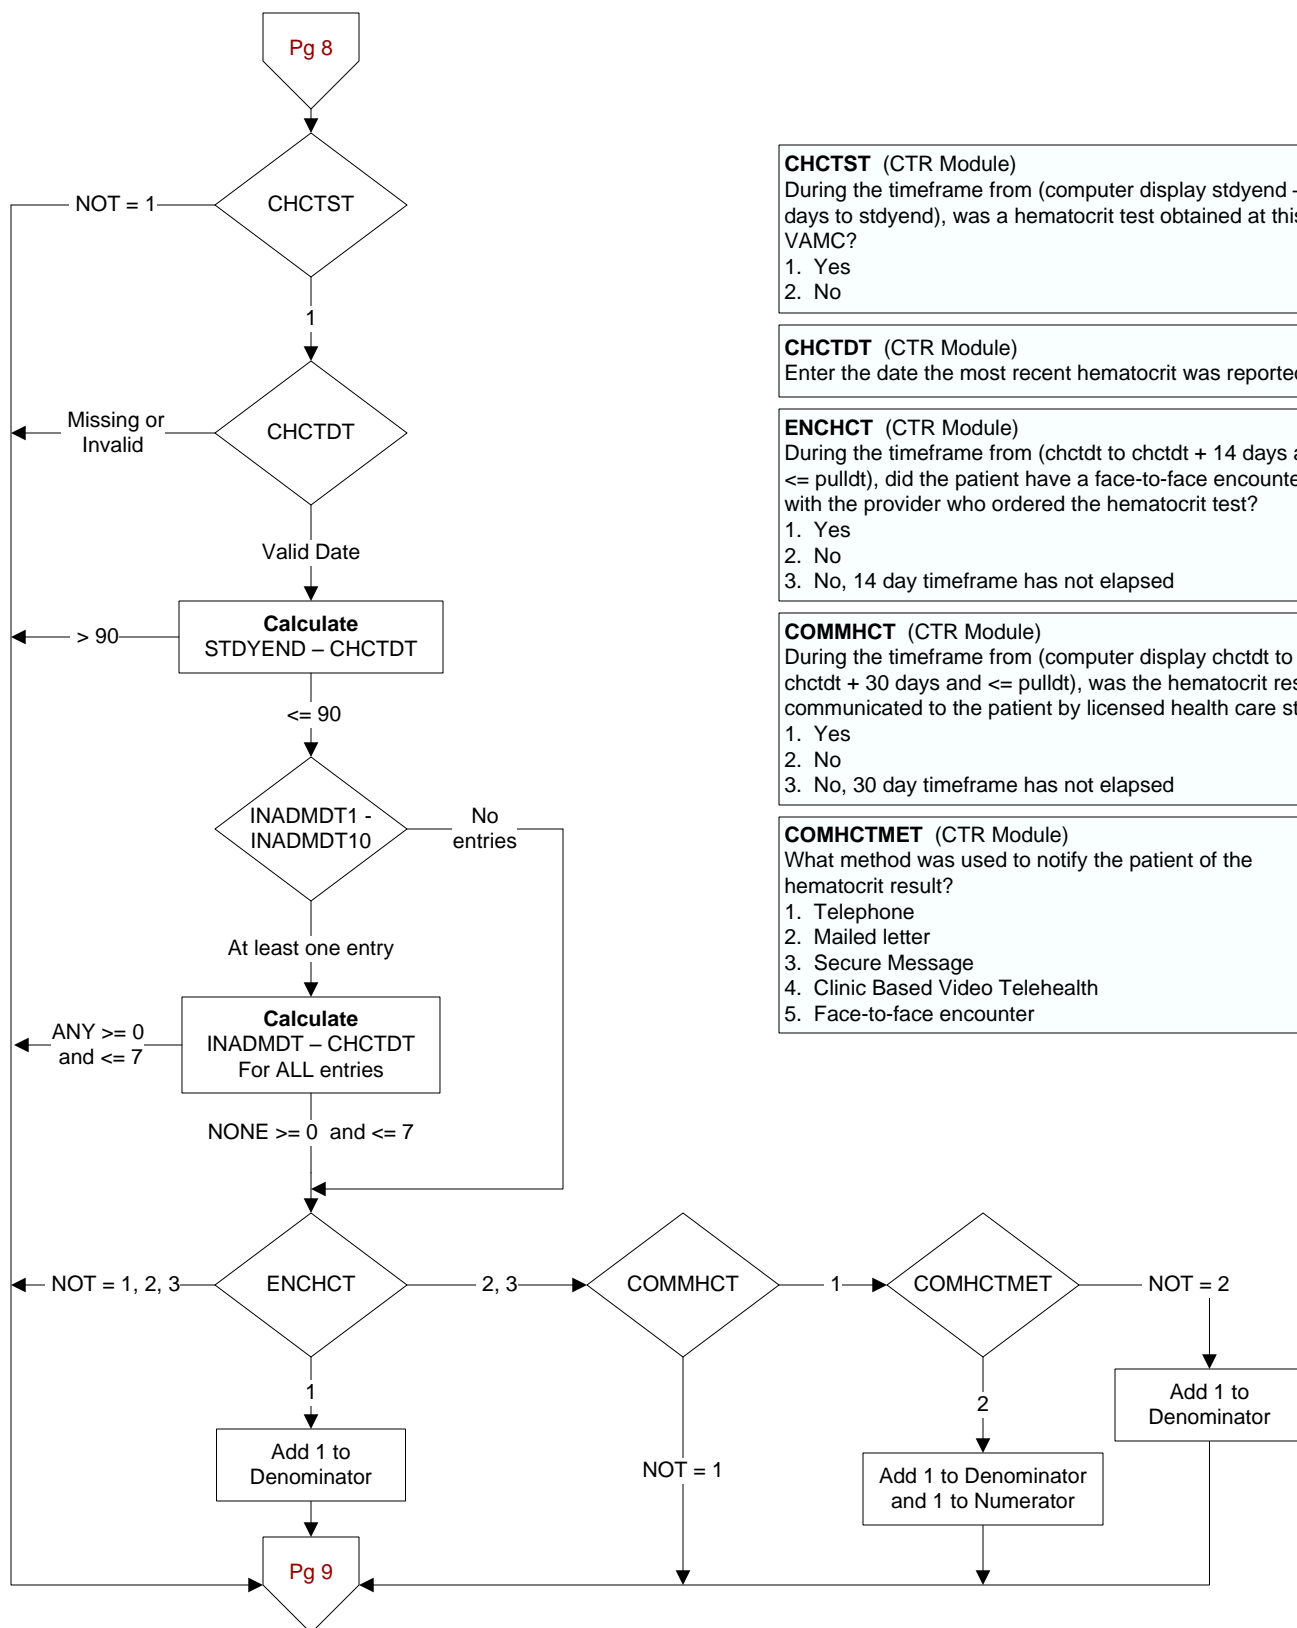 Pg 8
CHCTST
NOT = 1
1
CHCTDT
Missing or
Invalid
Valid Date
Calculate
STDYEND – CHCTDT
> 90
<= 90
INADMDT1 -
INADMDT10
No
entries
At least one entry
Calculate
INADMDT – CHCTDT
For ALL entries
ANY >= 0
and <= 7
NONE >= 0 and <= 7
ENCHCT
NOT = 1, 2, 3
2, 3
COMMHCT
1
COMHCTMET
NOT = 2
1
2
NOT = 1
Add 1 to
Denominator
Add 1 to Denominator
and 1 to Numerator
Add 1 to
Denominator
Pg 9
CHCTST (CTR Module)
During the timeframe from (computer display stdyend -
days to stdyend), was a hematocrit test obtained at this
VAMC?
1. Yes
2. No
CHCTDT (CTR Module)
Enter the date the most recent hematocrit was reported
ENCHCT (CTR Module)
During the timeframe from (chctdt to chctdt + 14 days
<= pulldt), did the patient have a face-to-face
with the provider who ordered the hematocrit test?
1. Yes
2. No
3. No, 14 day timeframe has not elapsed
COMMHCT (CTR Module)
During the timeframe from (computer display chctdt to
chctdt + 30 days and <= pulldt), was the hematocrit
communicated to the patient by licensed health care
1. Yes
2. No
3. No, 30 day timeframe has not elapsed
COMHCTMET (CTR Module)
What method was used to notify the patient of the
hematocrit result?
1. Telephone
2. Mailed letter
3. Secure Message
4. Clinic Based Video Telehealth
5. Face-to-face encounter